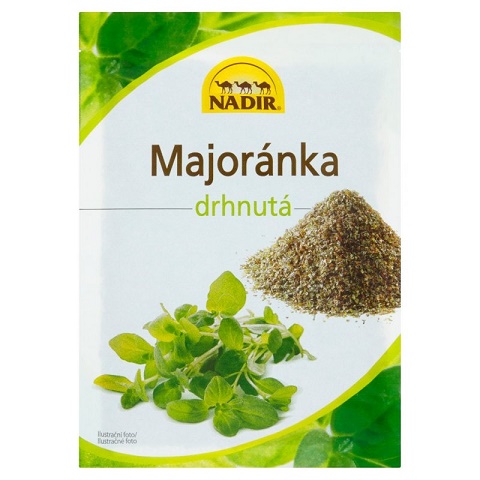 NADIR®
Majoránka
drhnutá
Ilustrační foto/
Ilustračné foto